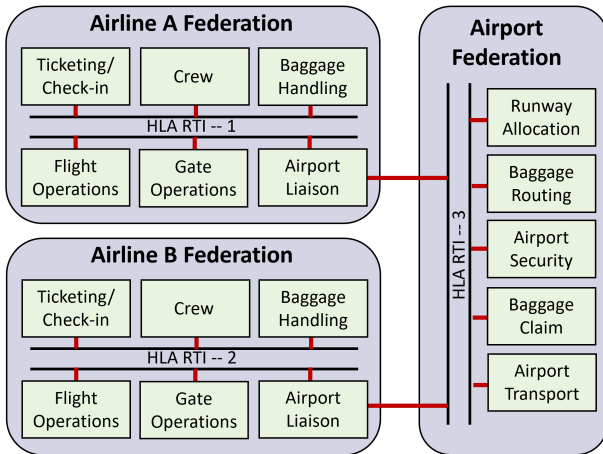 Airline A Federation
Ticketing/
Check-in
Crew
Baggage
Handling
HLA RTI -- 1
Flight
Operations
Gate
Operations
Airport
Liaison
Airline B Federation
Ticketing/
Check-in
Crew
Baggage
Handling
HLA RTI -- 2
Flight
Operations
Gate
Operations
Airport
Liaison
Airport
Federation
HLA RTI -- 3
Runway
Allocation
Baggage
Routing
Airport
Security
Baggage
Claim
Airport
Transport